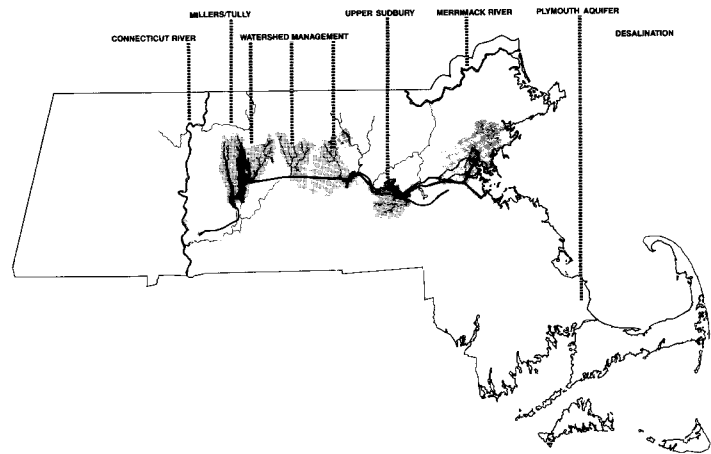 MILLERS/TULLY
UPPER SUDBURY
MERRIMACK RIVER
PLYMOUTH AQUIFER
CONNECTICUT RIVER
WATERSHED MANAGEMENT
DESALINATION